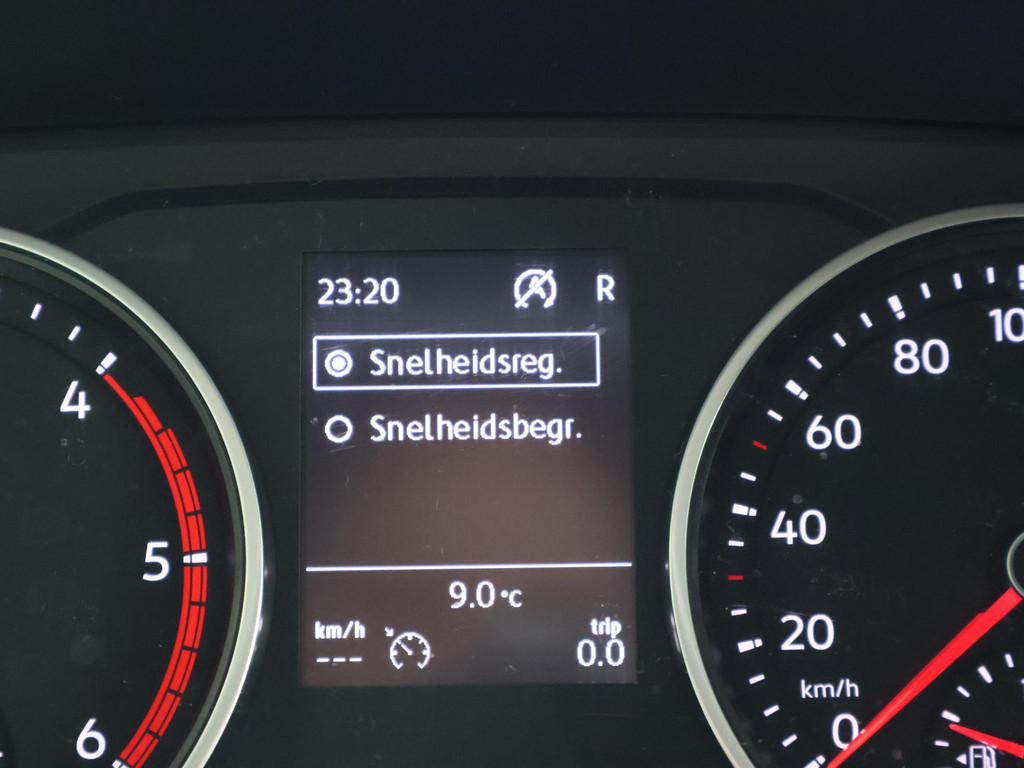 23:20 R
Snelheidsreg.
Snelheidsbegr.
9.0 °C
km/h trip
--- 0.0
4
5
6
80
60
40
20
km/h
0